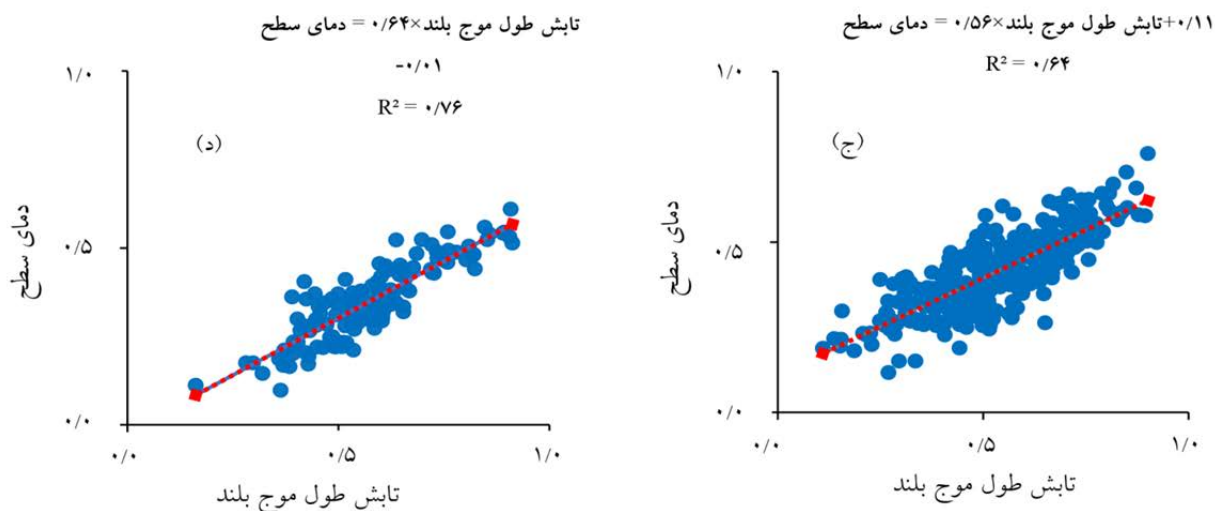 دمای سطح = ۰/۵۶×تابش طول موج بلند+۰/۱۱
R² = ۰/۶۴
(ج)
۱/۰
۰/۵
۰/۰
دمای سطح
۰/۰ ۰/۵ ۱/۰
تابش طول موج بلند
دمای سطح = ۰/۶۴×تابش طول موج بلند
-۰/۰۱
R² = ۰/۷۶
(د)
۱/۰
۰/۵
۰/۰
دمای سطح
۰/۰ ۰/۵ ۱/۰
تابش طول موج بلند